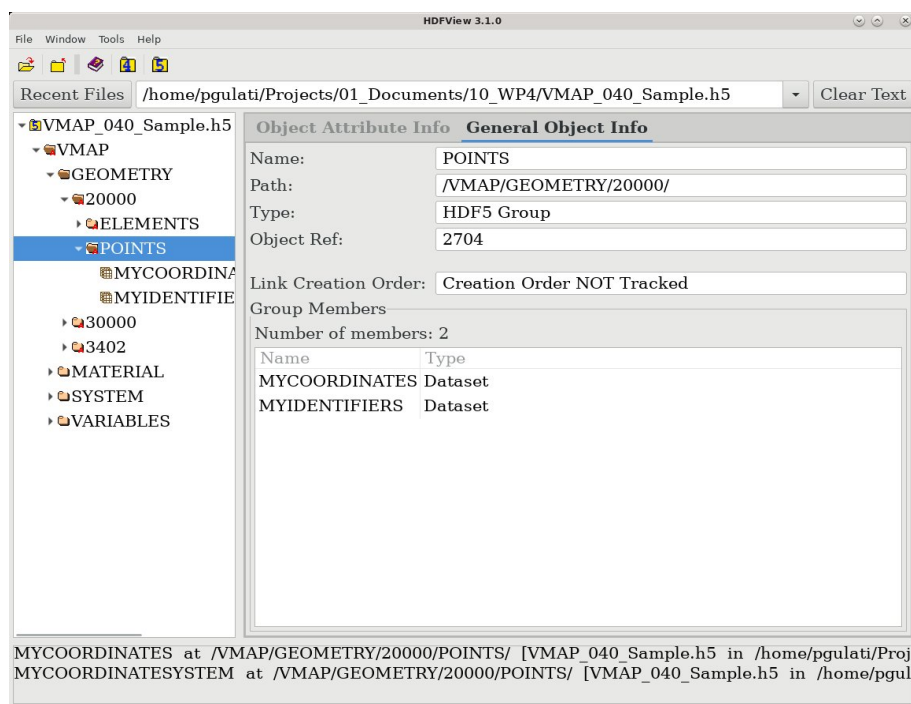 HDFView 3.1.0
File Window Tools Help
4 5
Recent Files /home/pgulati/Projects/01_Documents/10_WP4/VMAP_040_Sample.h5 Clear Text
5 VMAP_040_Sample.h5
VMAP
GEOMETRY
20000
ELEMENTS
POINTS
MYCOORDINA
MYIDENTIFIE
30000
3402
MATERIAL
SYSTEM
VARIABLES
Object Attribute Info General Object Info
Name: POINTS
Path: /VMAP/GEOMETRY/20000/
Type: HDF5 Group
Object Ref: 2704
Link Creation Order: Creation Order NOT Tracked
Group Members
Number of members: 2
Name Type
MYCOORDINATES Dataset
MYIDENTIFIERS Dataset
MYCOORDINATES at /VMAP/GEOMETRY/20000/POINTS/ [VMAP_040_Sample.h5 in /home/pgulati/Proj
MYCOORDINATESYSTEM at /VMAP/GEOMETRY/20000/POINTS/ [VMAP_040_Sample.h5 in /home/pgul